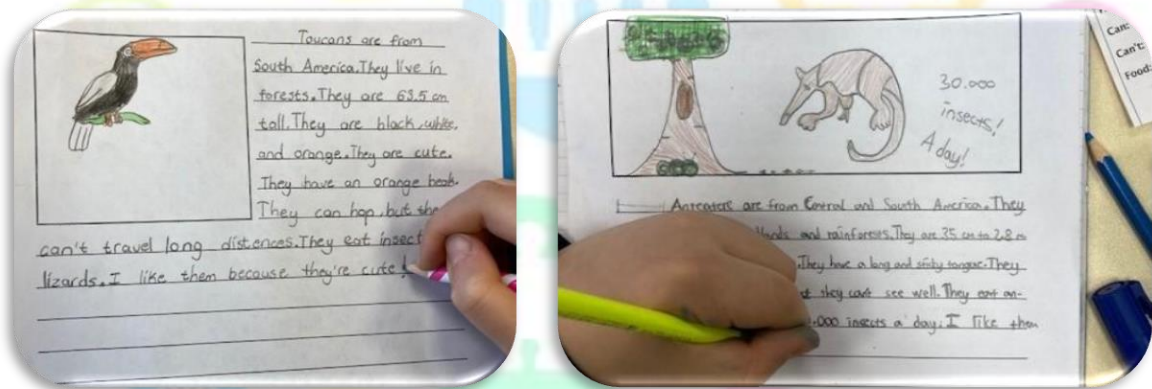 Toucans are from
South America. They live in
forests. They are 63.5 cm
tall. They are black, white,
and orange. They are cute.
They have an orange beak.
They can hop, but
can't travel long distences. They eat
lizards. I like them because they're cute!
30.000
insects!
A day!
Anteaters are from Central and South America. They
and rainforests. They are 35 cm to 2,8 m
They have a long and sticky tongue. They
they cant see well. They eat an-
.000 insects a day. I like them
Can:
Can't:
Food: